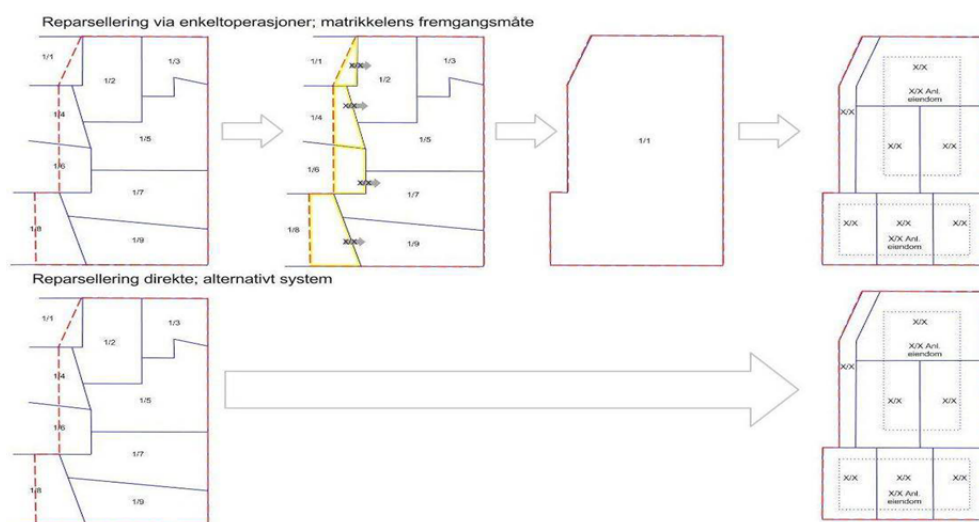 Reparsellering via enkeltoperasjoner; matrikkelens fremgangsmåte
1/1
1/2
1/3
1/4
1/5
1/6
1/7
1/8
1/9
1/1
X/X
1/2
1/3
X/X
1/4
1/5
1/6
X/X
1/7
1/8
X/X
1/9
1/1
X/X
X/X Anl.
eiendom
X/X
X/X
X/X
X/X
X/X
X/X
X/X Anl.
eiendom
Reparsellering direkte; alternativt system
1/1
1/2
1/3
1/4
1/5
1/6
1/7
1/8
1/9
X/X
X/X Anl.
eiendom
X/X
X/X
X/X
X/X
X/X
X/X
X/X Anl.
eiendom